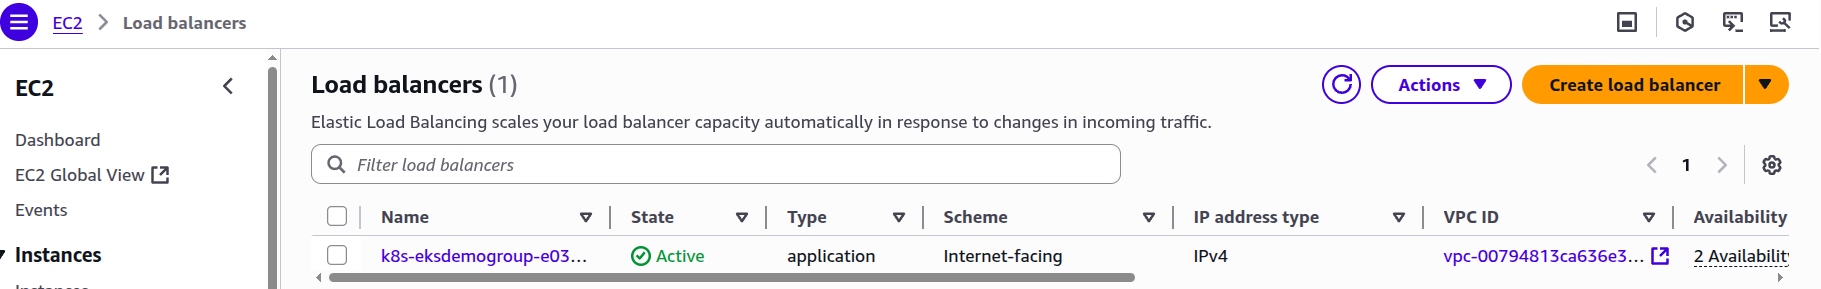 EC2 > Load balancers
EC2
Dashboard
EC2 Global View
Events
Instances
Load balancers (1)
Actions
Create load balancer
Elastic Load Balancing scales your load balancer capacity automatically in response to changes in incoming traffic.
Filter load balancers
1
Name State Type Scheme IP address type VPC ID Availability
k8s-eksdemogroup-e03... Active application Internet-facing IPv4 vpc-00794813ca636e3... 2 Availability